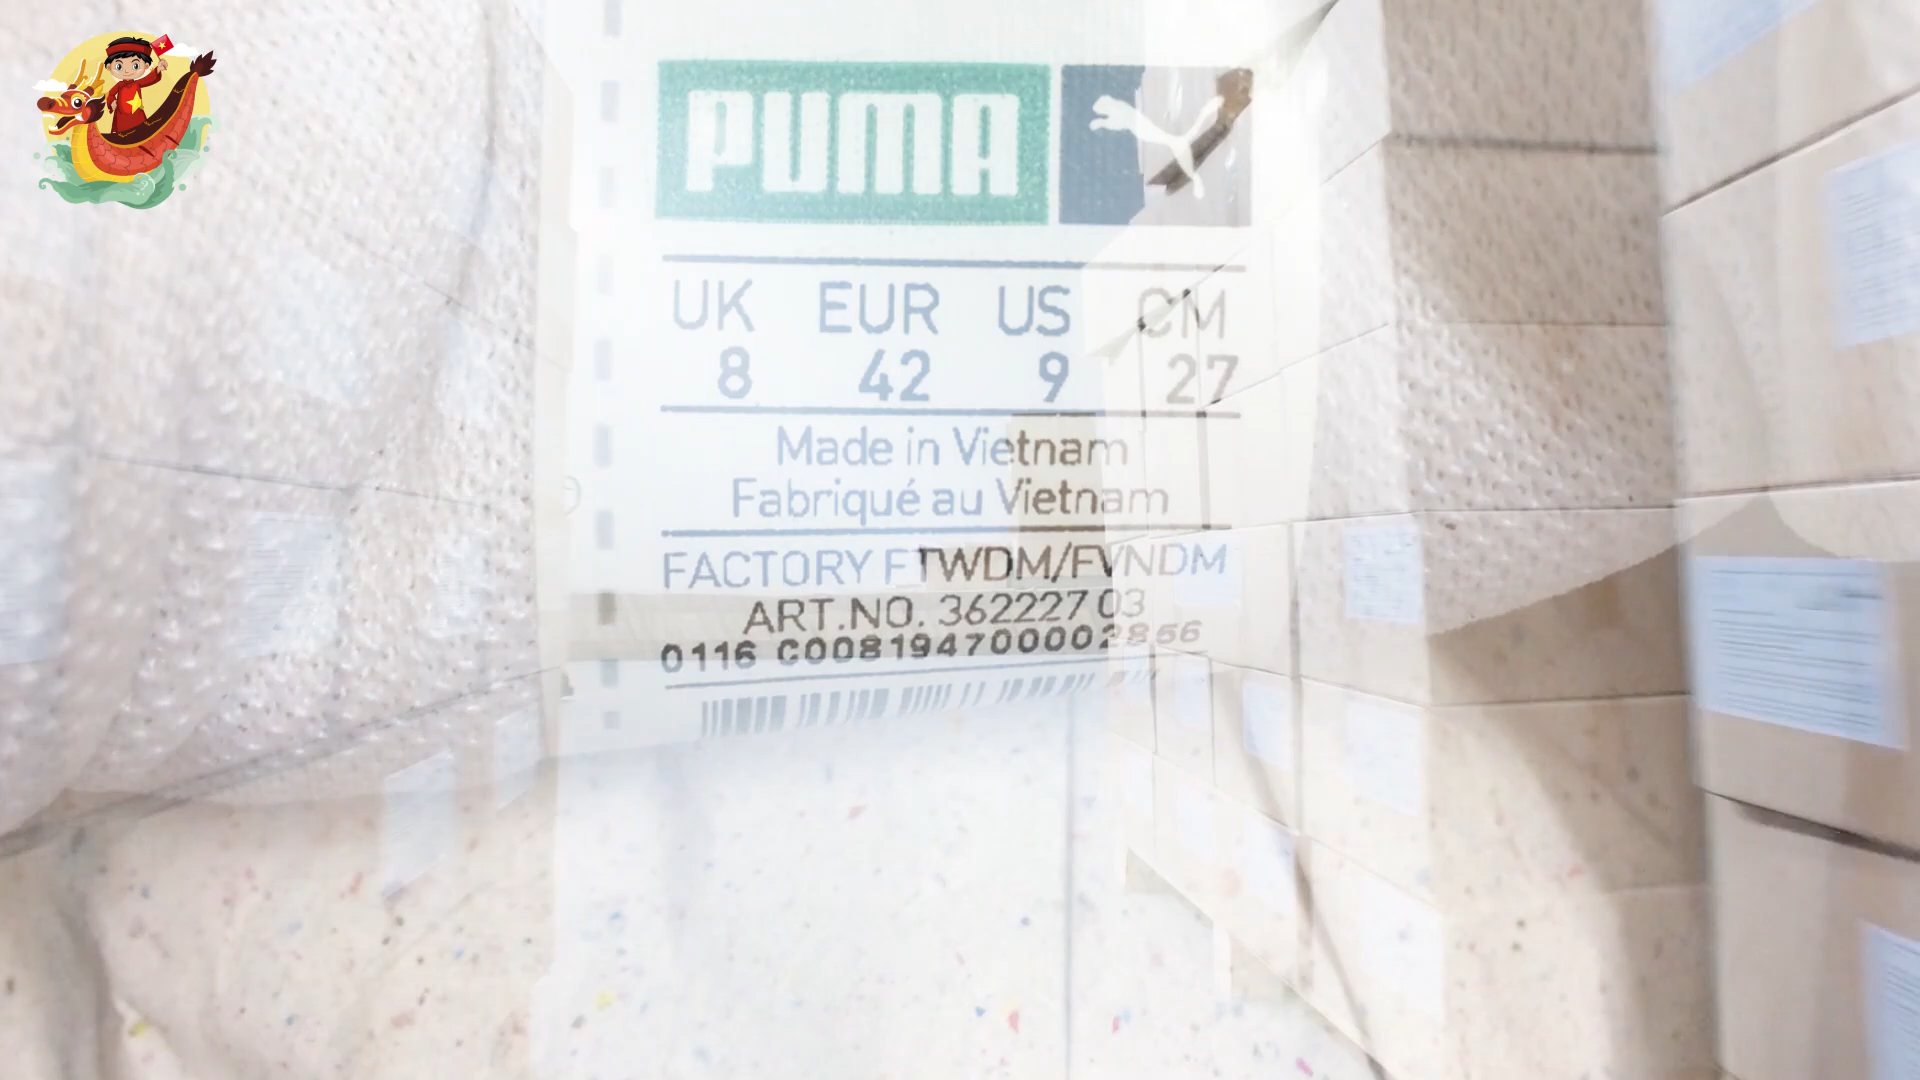 PUMA
UK EUR US CM
8 42 9 27
Made in Vietnam
Fabriqué au Vietnam
FACTORY FTWDM/FVNDM
ART.NO. 362227 03
0116 C008194700002856